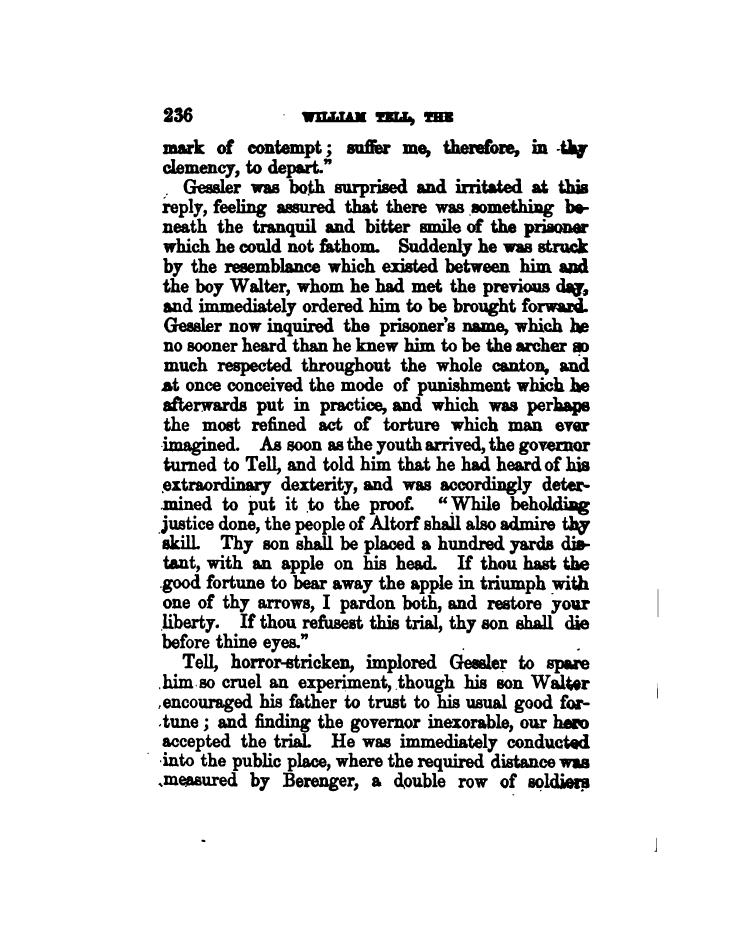 236 WILLIAM TELL, THE
mark of contempt; suffer me, therefore, in thy
clemency, to depart.”
Gessler was both surprised and irritated at this
reply, feeling assured that there was something be-
neath the tranquil and bitter smile of the prisoner
which he could not fathom. Suddenly he was struck
by the resemblance which existed between him and
the boy Walter, whom he had met the previous day,
and immediately ordered him to be brought forward.
Gessler now inquired the prisoner’s name, which he
no sooner heard than he knew him to be the archer so
much respected throughout the whole canton, and
at once conceived the mode of punishment which he
afterwards put in practice, and which was perhaps
the most refined act of torture which man ever
imagined. As soon as the youth arrived, the governor
turned to Tell, and told him that he had heard of his
extraordinary dexterity, and was accordingly deter-
mined to put it to the proof. “While beholding
justice done, the people of Altorf shall also admire thy
skill. Thy son shall be placed a hundred yards dis-
tant, with an apple on his head. If thou hast the
good fortune to bear away the apple in triumph with
one of thy arrows, I pardon both, and restore your
liberty. If thou refusest this trial, thy son shall die
before thine eyes.”
Tell, horror-stricken, implored Gessler to spare
him so cruel an experiment, though his son Walter
encouraged his father to trust to his usual good for-
tune; and finding the governor inexorable, our hero
accepted the trial. He was immediately conducted
into the public place, where the required distance was
measured by Berenger, a double row of soldiers